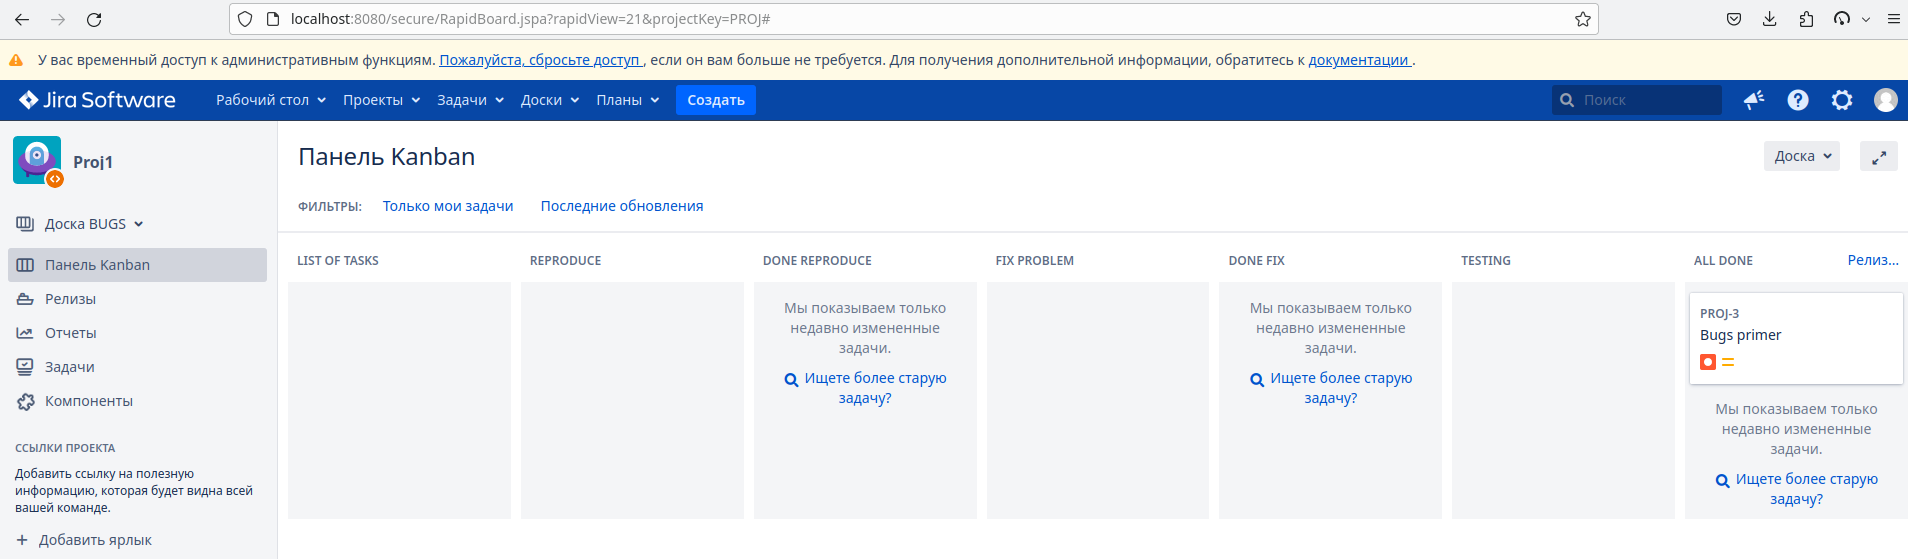 localhost:8080/secure/RapidBoard.jspa?rapidView=21&projectKey=PROJ#
У вас временный доступ к административным функциям. Пожалуйста, сбросьте доступ , если он вам больше не требуется. Для получения дополнительной информации, обратитесь к документации .
Jira Software
Рабочий стол
Проекты
Задачи
Доски
Планы
Создать
Поиск
Proj1
Доска BUGS
Панель Kanban
Релизы
Отчеты
Задачи
Компоненты
ССЫЛКИ ПРОЕКТА
Добавить ссылку на полезную
информацию, которая будет видна всей
вашей команде.
+ Добавить ярлык
Панель Kanban
Доска
ФИЛЬТРЫ:
Только мои задачи
Последние обновления
LIST OF TASKS
REPRODUCE
DONE REPRODUCE
Мы показываем только
недавно измененные
задачи.
Ищете более старую
задачу?
FIX PROBLEM
DONE FIX
Мы показываем только
недавно измененные
задачи.
Ищете более старую
задачу?
TESTING
ALL DONE
Релиз...
PROJ-3
Bugs primer
Мы показываем только
недавно измененные
задачи.
Ищете более старую
задачу?